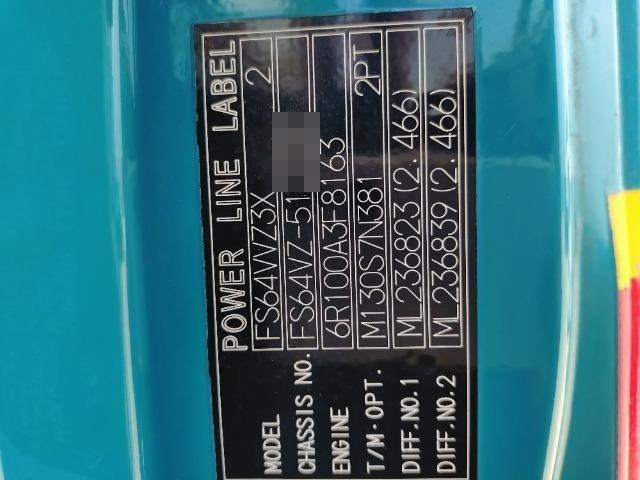 POWER LINE LABEL
MODEL FS64VVZ3X 2
CHASSIS NO. FS64VZ-51
ENGINE 6R100A3F8163
T/M·OPT. M130S7N381 2PT
DIFF.NO.1 ML236823(2.466)
DIFF.NO.2 ML236839(2.466)